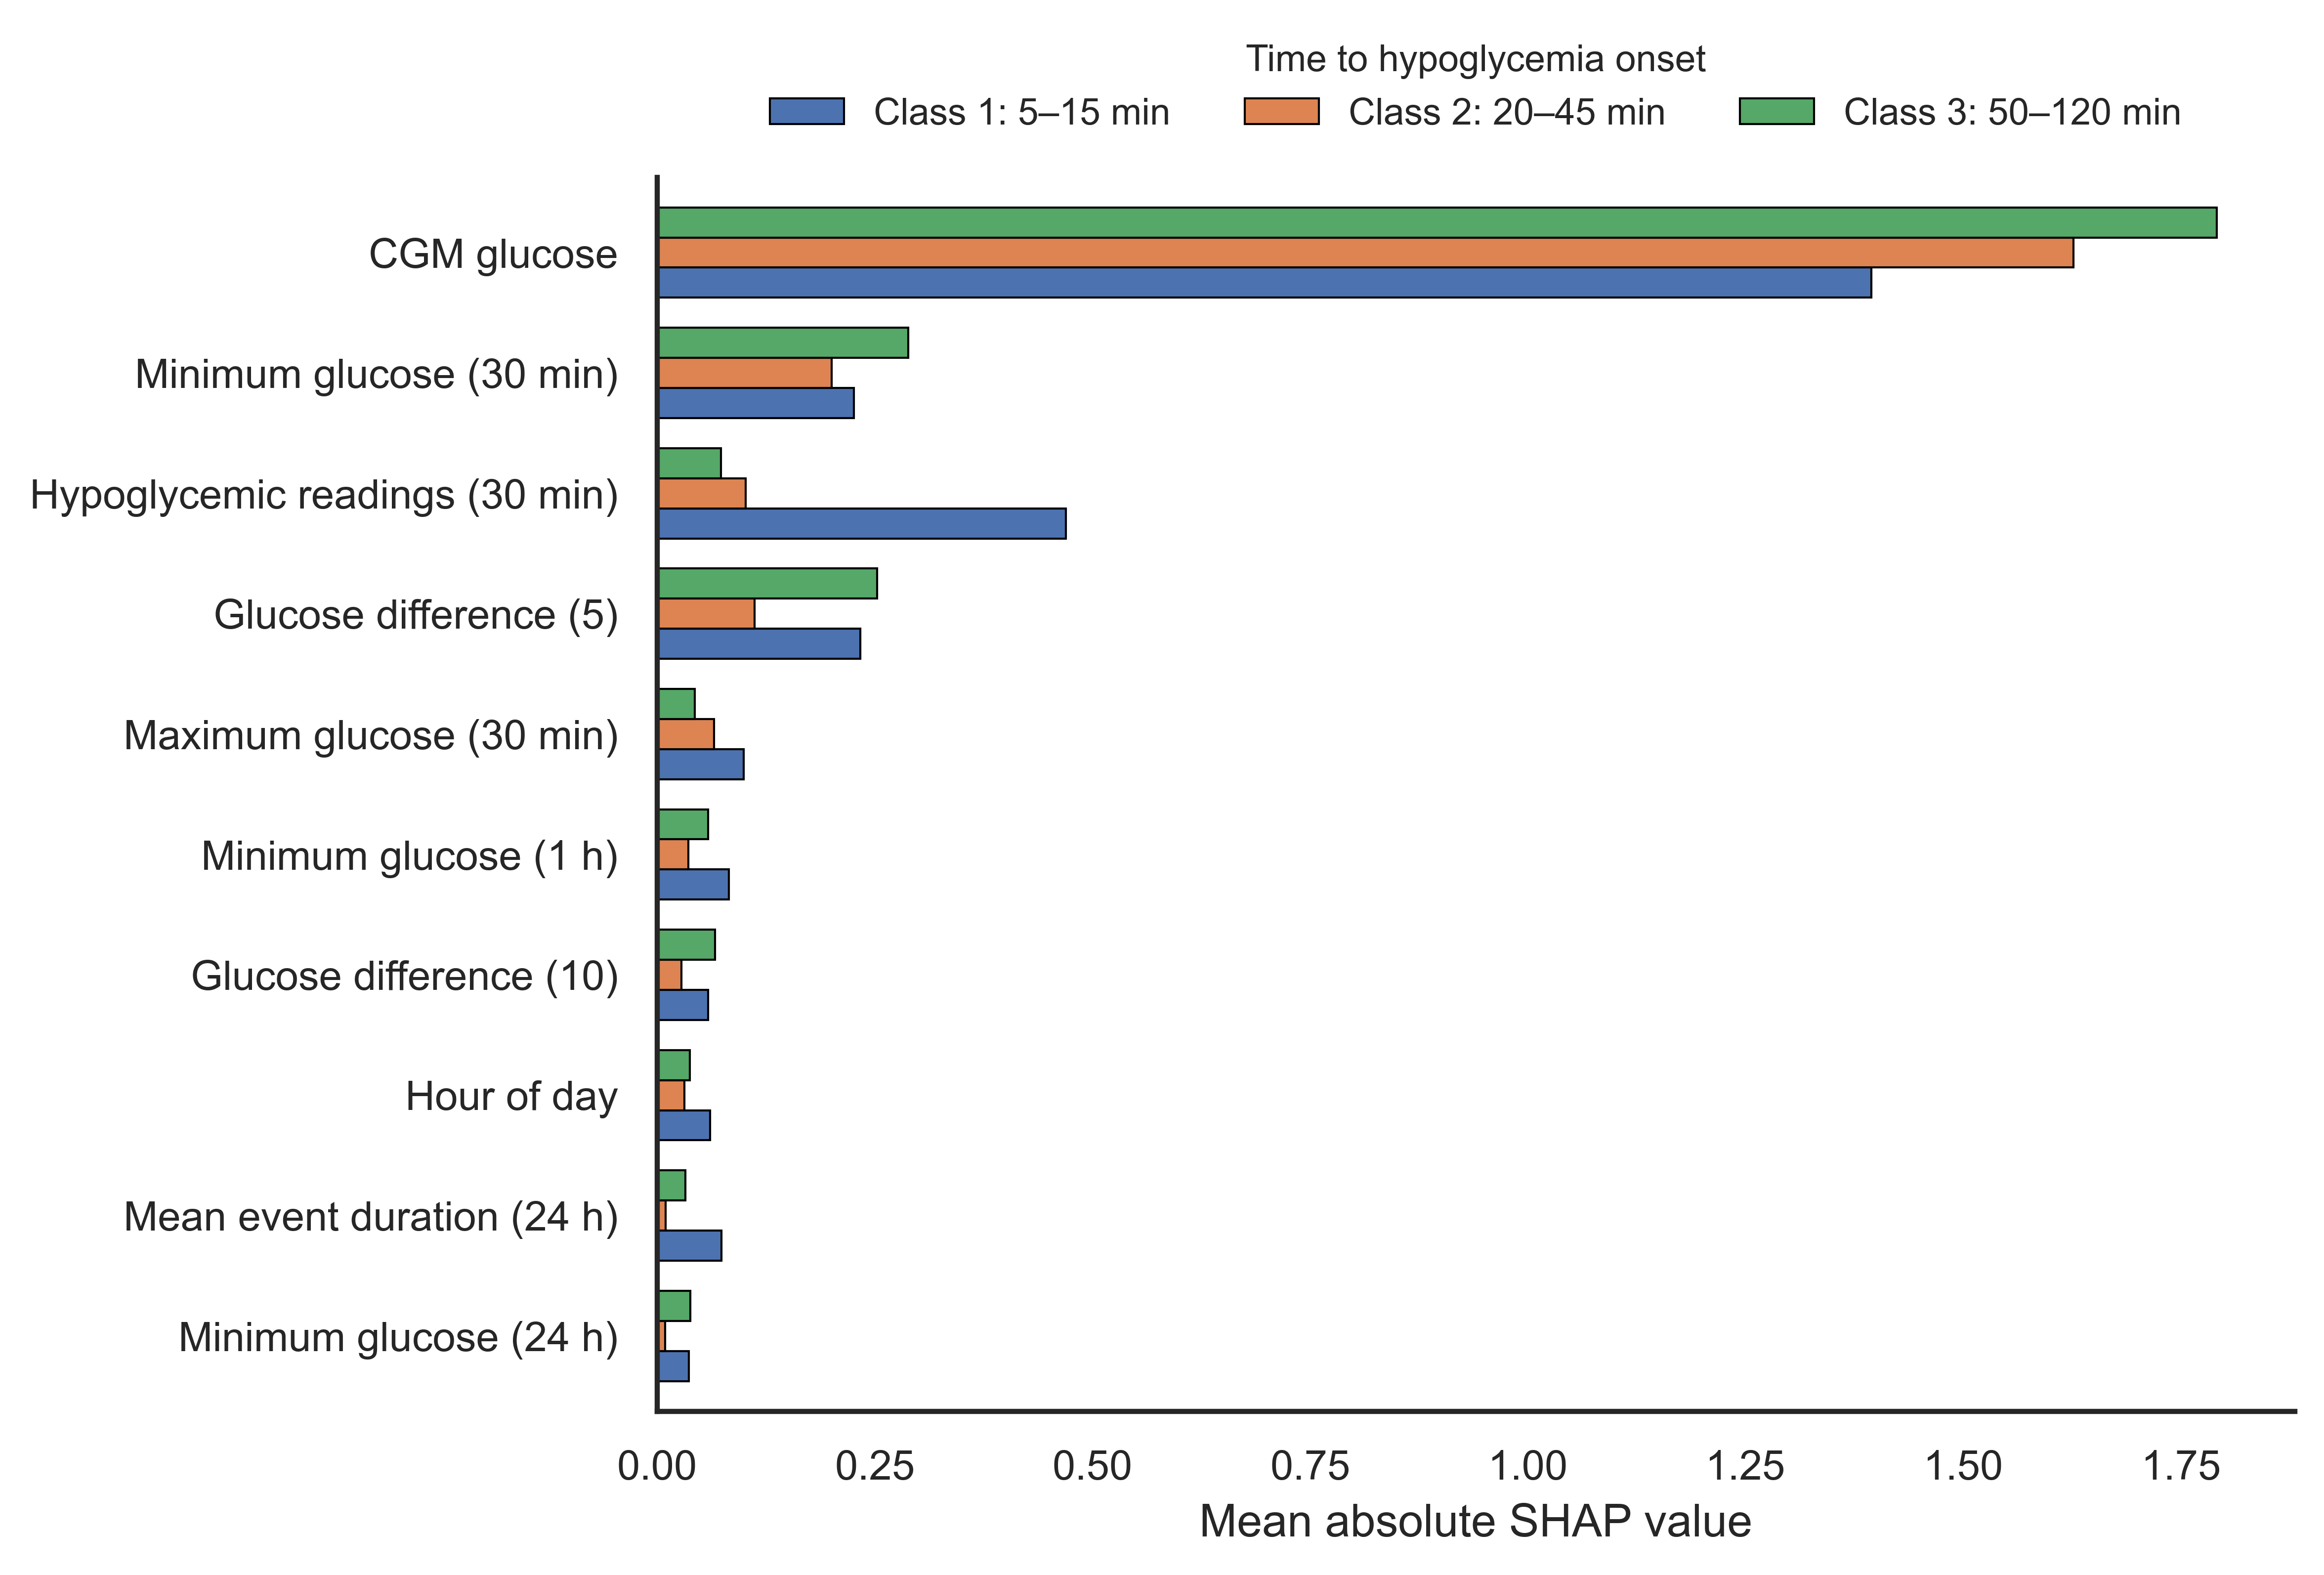 Time to hypoglycemia onset
Class 1: 5–15 min Class 2: 20–45 min Class 3: 50–120 min
CGM glucose
Minimum glucose (30 min)
Hypoglycemic readings (30 min)
Glucose difference (5)
Maximum glucose (30 min)
Minimum glucose (1 h)
Glucose difference (10)
Hour of day
Mean event duration (24 h)
Minimum glucose (24 h)
0.00 0.25 0.50 0.75 1.00 1.25 1.50 1.75
Mean absolute SHAP value